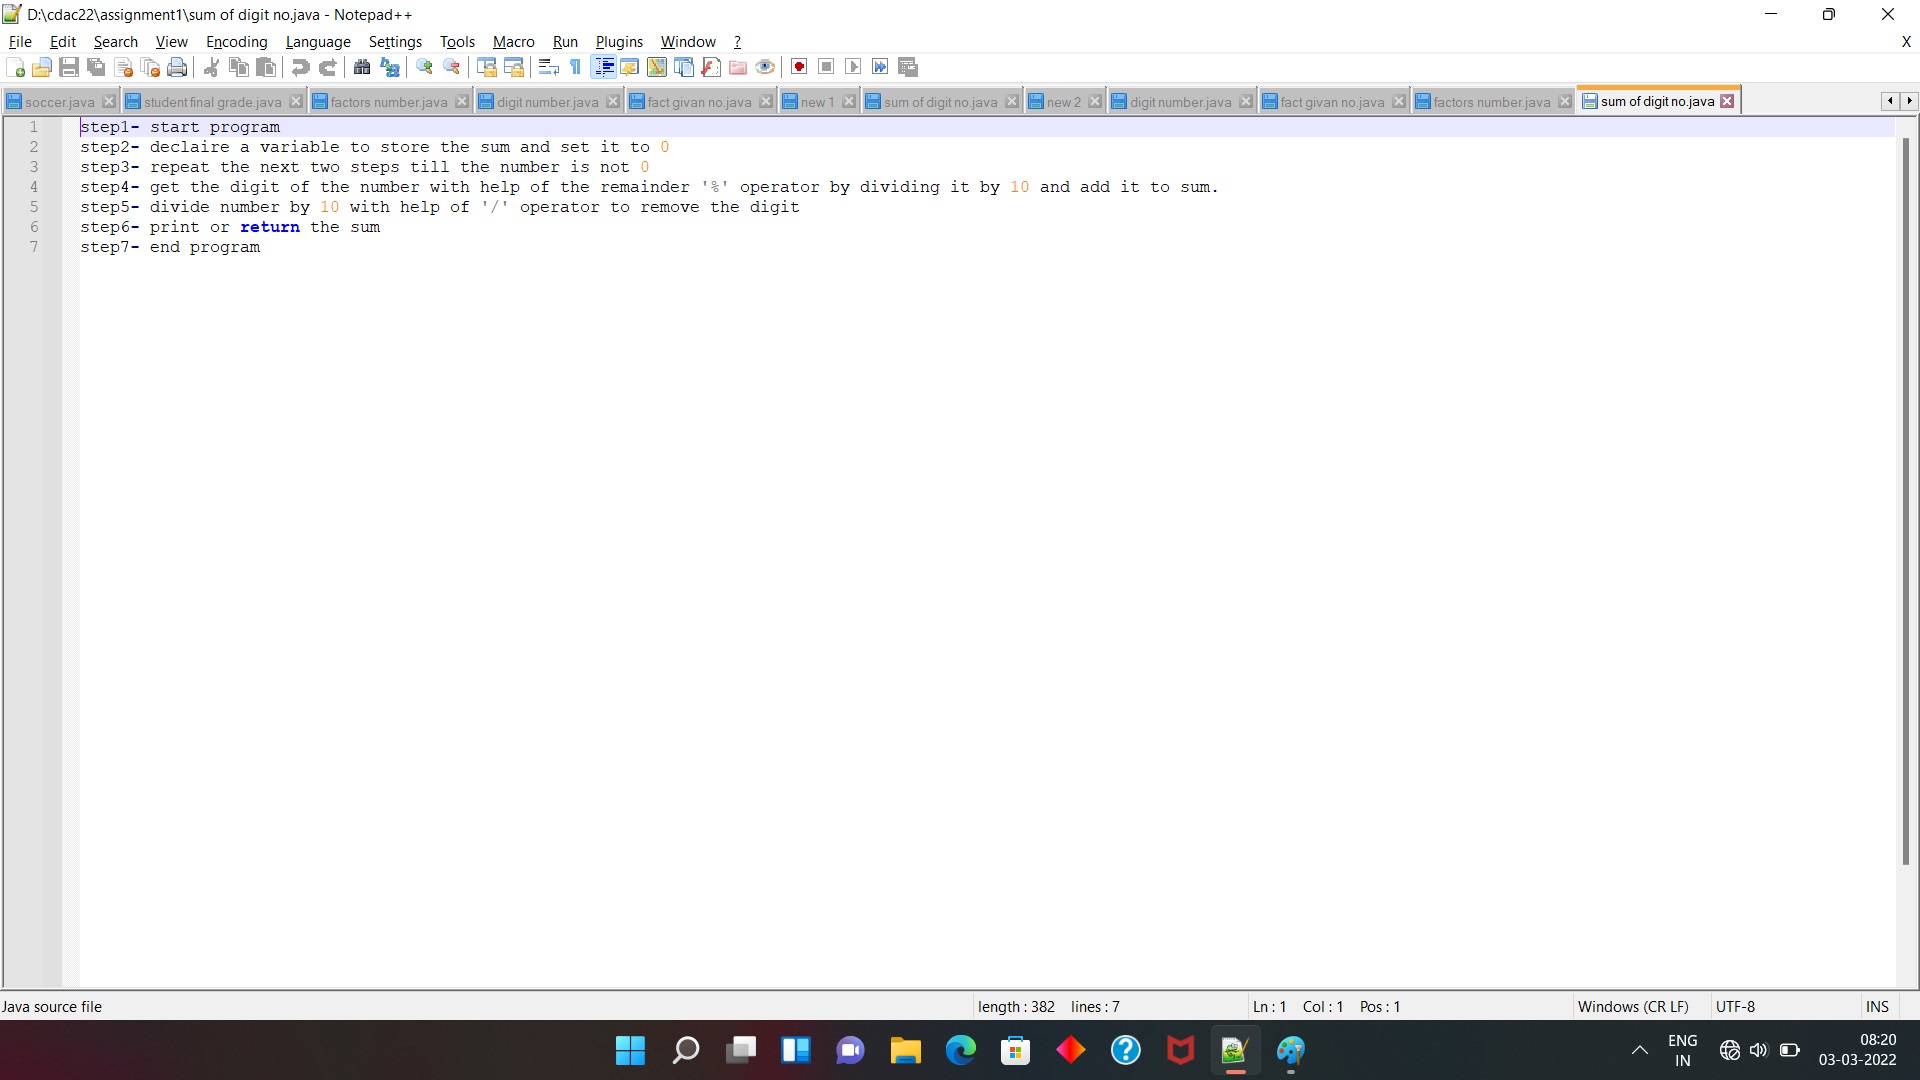 D:\cdac22\assignment1\sum of digit no.java - Notepad++
File Edit Search View Encoding Language Settings Tools Macro Run Plugins Window ? X
soccer.java student final grade.java factors number.java digit number.java fact givan no.java new 1 sum of digit no.java new 2 digit number.java fact givan no.java factors number.java sum of digit no.java
1 step1- start program
2 step2- declaire a variable to store the sum and set it to 0
3 step3- repeat the next two steps till the number is not 0
4 step4- get the digit of the number with help of the remainder '%' operator by dividing it by 10 and add it to sum.
5 step5- divide number by 10 with help of '/' operator to remove the digit
6 step6- print or return the sum
7 step7- end program
Java source file length : 382 lines : 7 Ln : 1 Col : 1 Pos : 1 Windows (CR LF) UTF-8 INS
ENG 08:20
IN 03-03-2022